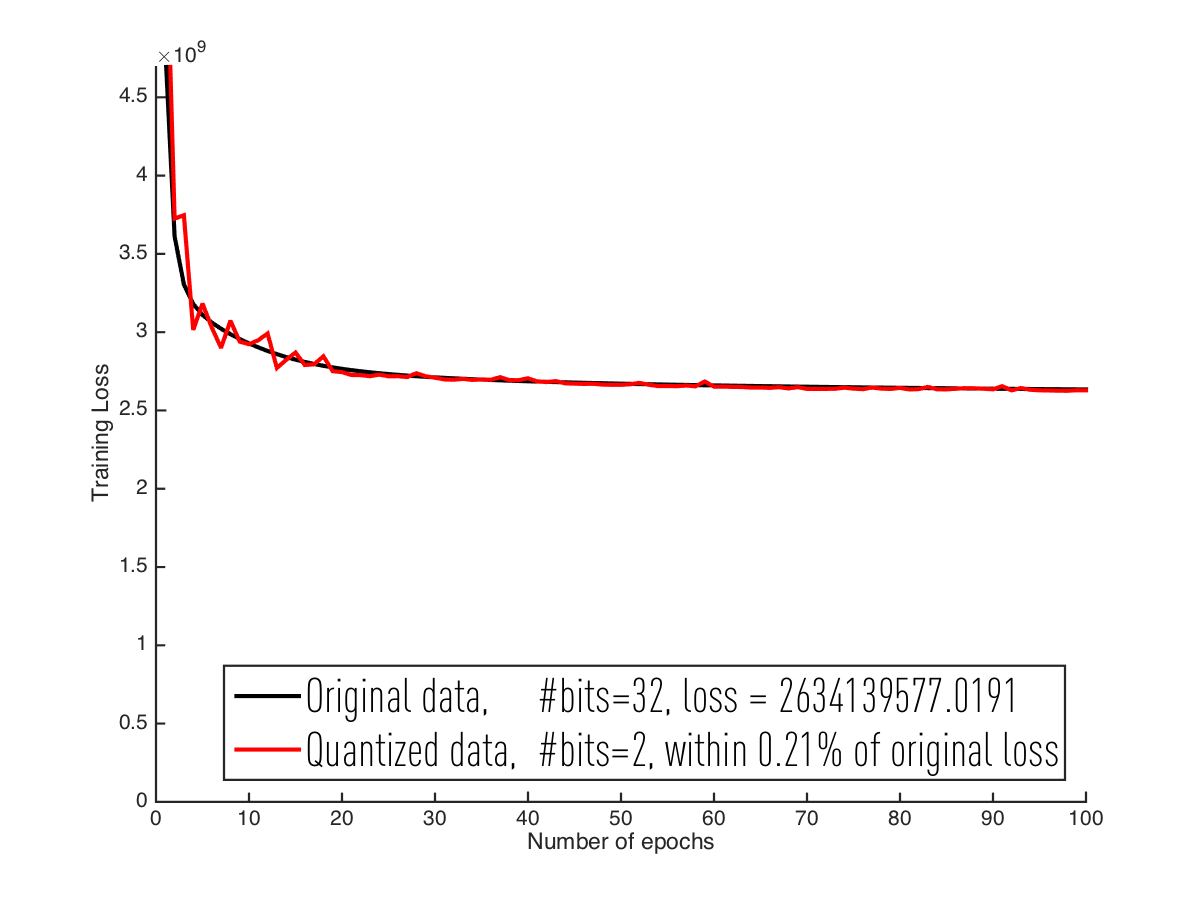 ×10⁹
4.5
4
3.5
3
2.5
2
1.5
1
0.5
0
Training Loss
Original data, #bits=32, loss = 2634139577.0191
Quantized data, #bits=2, within 0.21% of original loss
0 10 20 30 40 50 60 70 80 90 100
Number of epochs